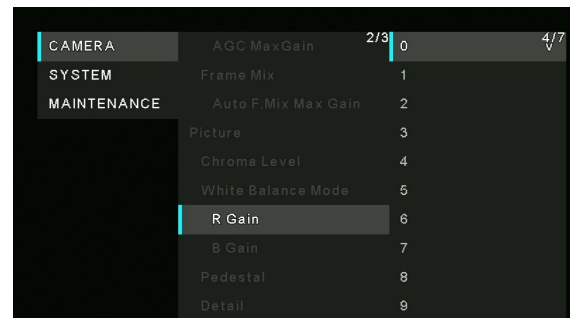 CAMERA
SYSTEM
MAINTENANCE
2/3
AGC MaxGain
Frame Mix
Auto F.Mix Max Gain
Picture
Chroma Level
White Balance Mode
R Gain
B Gain
Pedestal
Detail
4/7
0
1
2
3
4
5
6
7
8
9